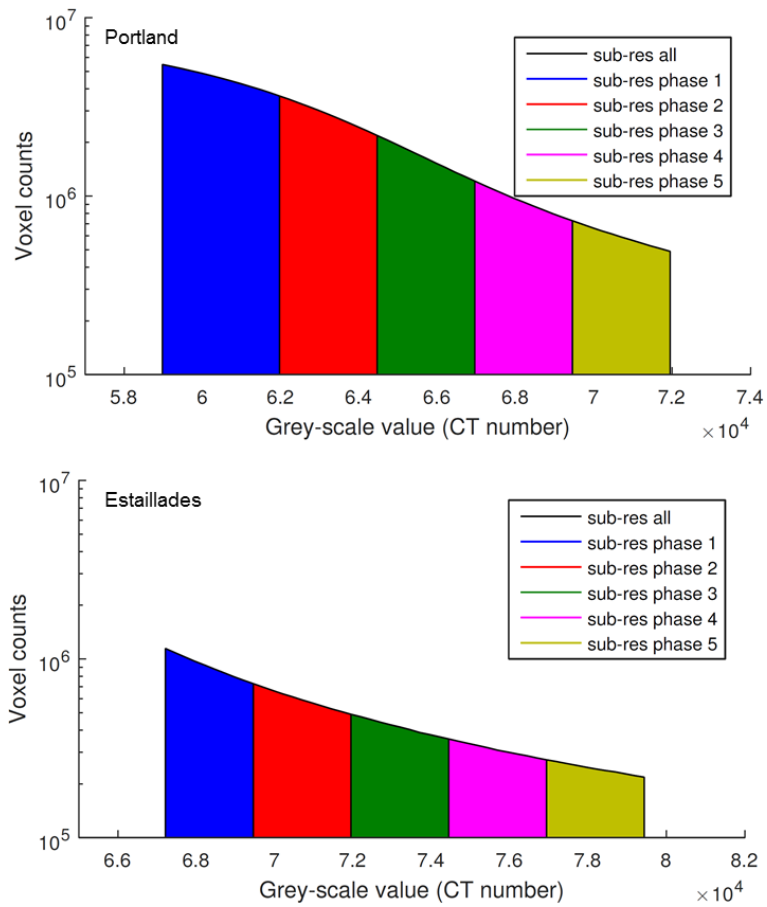 Portland
10^7
10^6
10^5
Voxel counts
sub-res all
sub-res phase 1
sub-res phase 2
sub-res phase 3
sub-res phase 4
sub-res phase 5
5.8 6 6.2 6.4 6.6 6.8 7 7.2 7.4
Grey-scale value (CT number)
×10^4
Estaillades
10^7
10^6
10^5
Voxel counts
sub-res all
sub-res phase 1
sub-res phase 2
sub-res phase 3
sub-res phase 4
sub-res phase 5
6.6 6.8 7 7.2 7.4 7.6 7.8 8 8.2
Grey-scale value (CT number)
×10^4